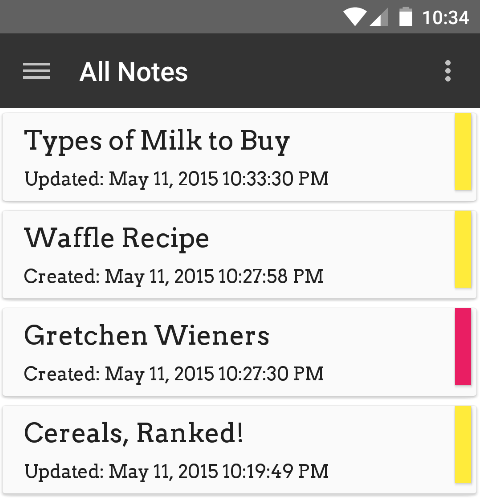 10:34
All Notes
Types of Milk to Buy
Updated: May 11, 2015 10:33:30 PM
Waffle Recipe
Created: May 11, 2015 10:27:58 PM
Gretchen Wieners
Created: May 11, 2015 10:27:30 PM
Cereals, Ranked!
Updated: May 11, 2015 10:19:49 PM